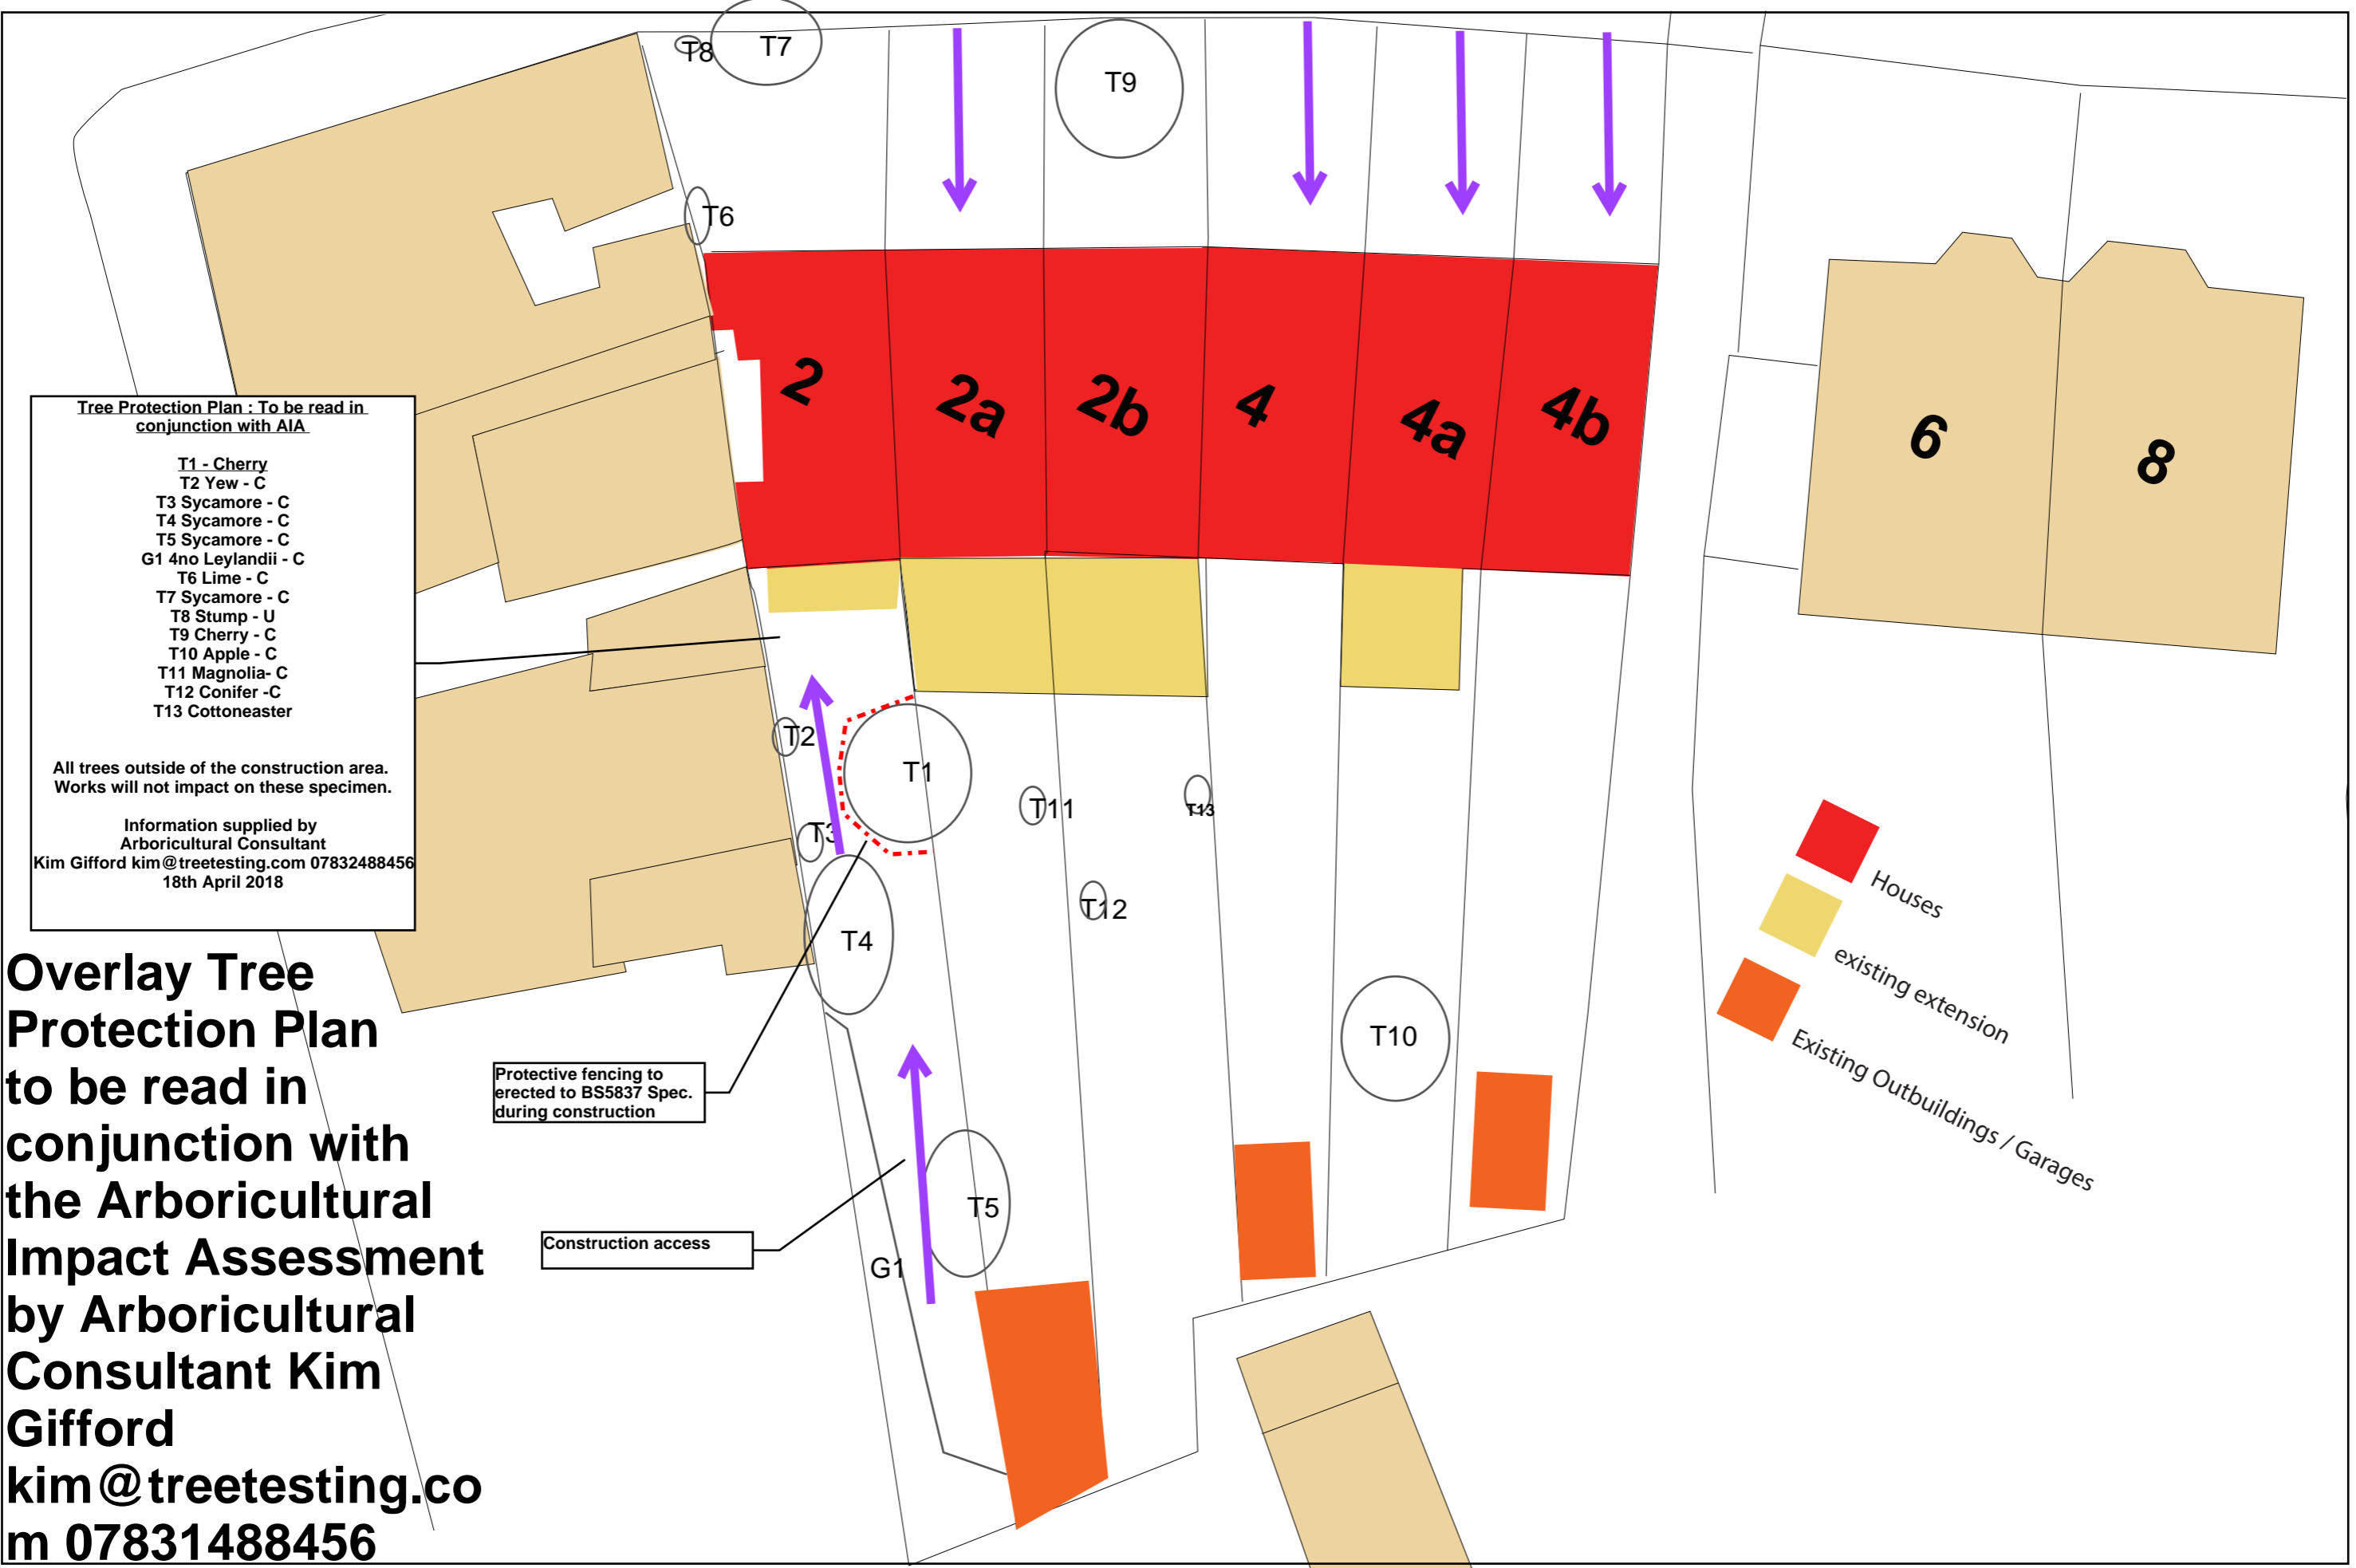 T8
T7
T9
T6
2
2a
2b
4
4a
4b
6
8
Tree Protection Plan : To be read in
conjunction with AIA
T1 - Cherry
T2 Yew - C
T3 Sycamore - C
T4 Sycamore - C
T5 Sycamore - C
G1 4no Leylandii - C
T6 Lime - C
T7 Sycamore - C
T8 Stump - U
T9 Cherry - C
T10 Apple - C
T11 Magnolia- C
T12 Conifer -C
T13 Cottoneaster
All trees outside of the construction area.
Works will not impact on these specimen.
Information supplied by
Arboricultural Consultant
Kim Gifford kim@treetesting.com 07832488456
18th April 2018
T2
T1
T11
T13
T3
T12
T4
T10
Houses
existing extension
Existing Outbuildings / Garages
Protective fencing to
erected to BS5837 Spec.
during construction
Construction access
T5
G1
Overlay Tree
Protection Plan
to be read in
conjunction with
the Arboricultural
Impact Assessment
by Arboricultural
Consultant Kim
Gifford
kim@treetesting.co
m 07831488456